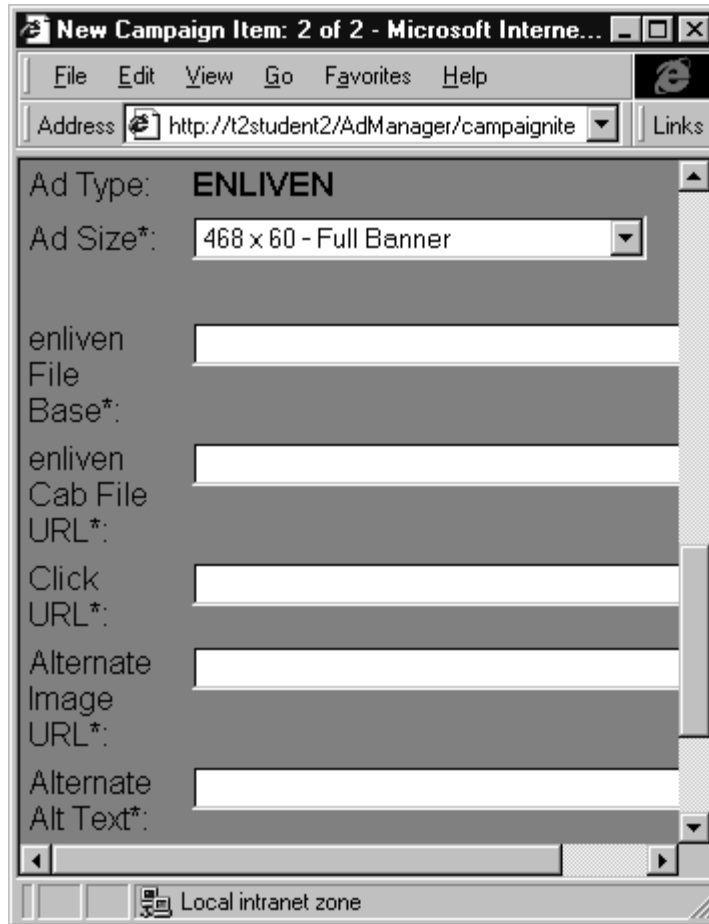 New Campaign Item: 2 of 2 - Microsoft Interne...
File Edit View Go Favorites Help
Address http://t2student2/AdManager/campaignite Links
Ad Type: ENLIVEN
Ad Size*: 468 x 60 - Full Banner
enliven
File
Base*:
enliven
Cab File
URL*:
Click
URL*:
Alternate
Image
URL*:
Alternate
Alt Text*:
Local intranet zone